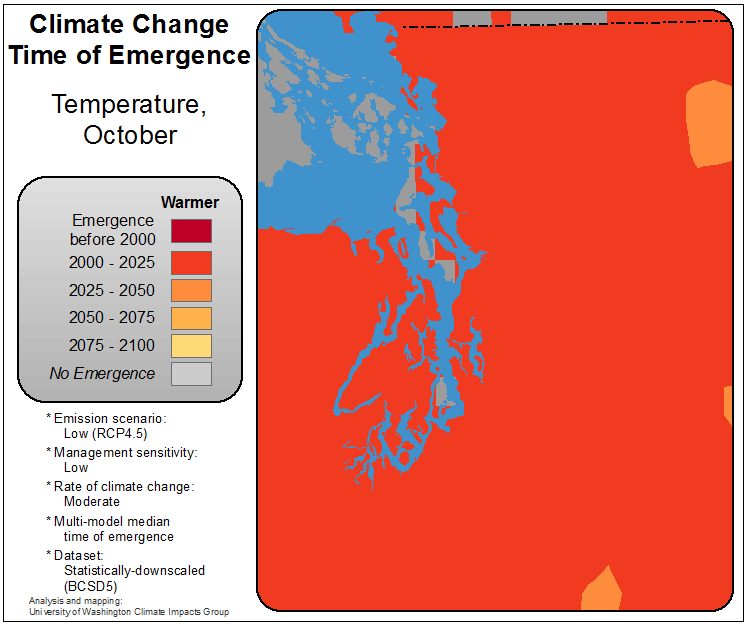 Climate Change
Time of Emergence
Temperature,
October
Warmer
Emergence
before 2000
2000 - 2025
2025 - 2050
2050 - 2075
2075 - 2100
No Emergence
* Emission scenario:
Low (RCP4.5)
* Management sensitivity:
Low
* Rate of climate change:
Moderate
* Multi-model median
time of emergence
* Dataset:
Statistically-downscaled
(BCSD5)
Analysis and mapping:
University of Washington Climate Impacts Group